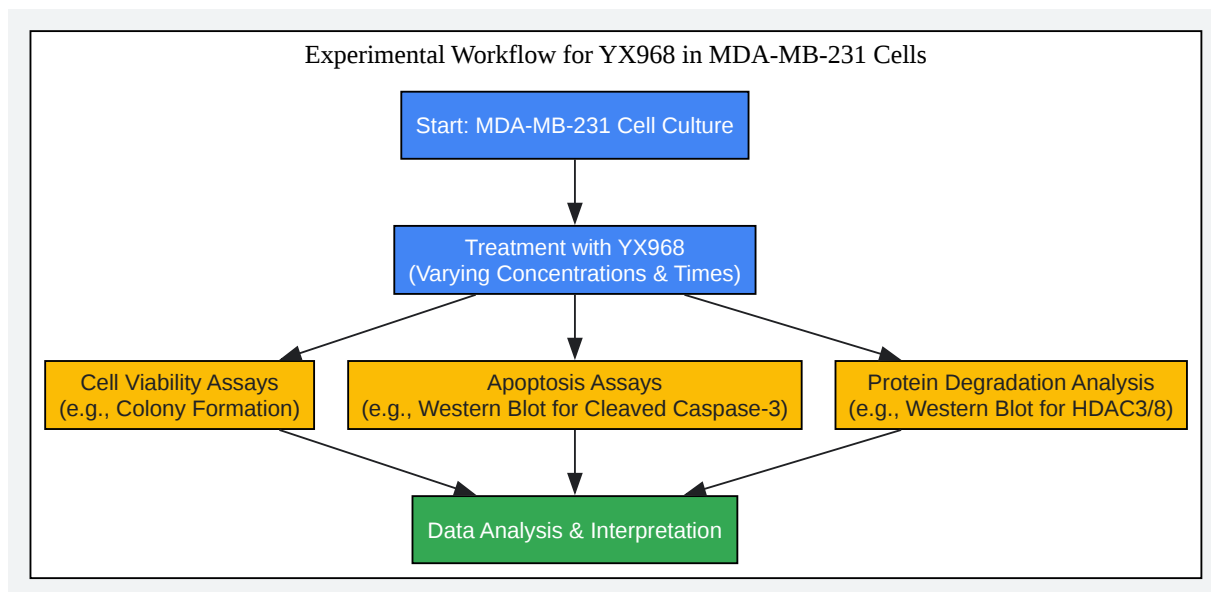 Experimental Workflow for YX968 in MDA-MB-231 Cells
Start: MDA-MB-231 Cell Culture
Treatment with YX968
(Varying Concentrations & Times)
Cell Viability Assays
(e.g., Colony Formation)
Apoptosis Assays
(e.g., Western Blot for Cleaved Caspase-3)
Protein Degradation Analysis
(e.g., Western Blot for HDAC3/8)
Data Analysis & Interpretation